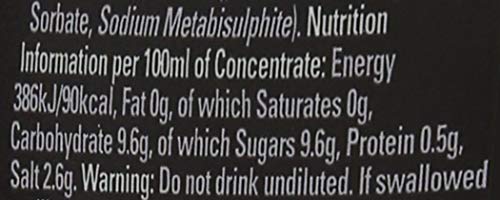 Sorbate, Sodium Metabisulphite). Nutrition
Information per 100ml of Concentrate: Energy
386kJ/90kcal, Fat 0g, of which Saturates 0g,
Carbohydrate 9.6g, of which Sugars 9.6g, Protein 0.5g,
Salt 2.6g. Warning: Do not drink undiluted. If swallowed